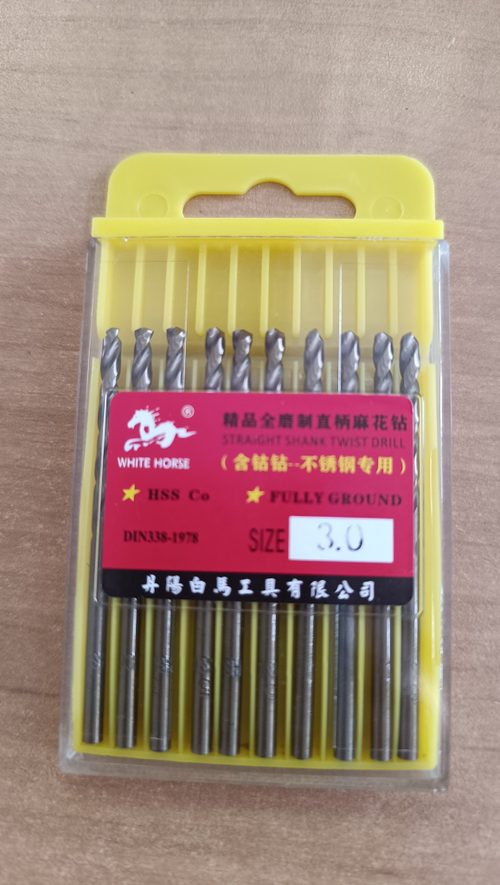 ®
WHITE HORSE
精品全磨制直柄麻花钻
STRAIGHT SHANK TWIST DRILL
（含钴钻--不锈钢专用）
HSS Co
FULLY GROUND
DIN338-1978
SIZE 3.0
丹陽白馬工具有限公司